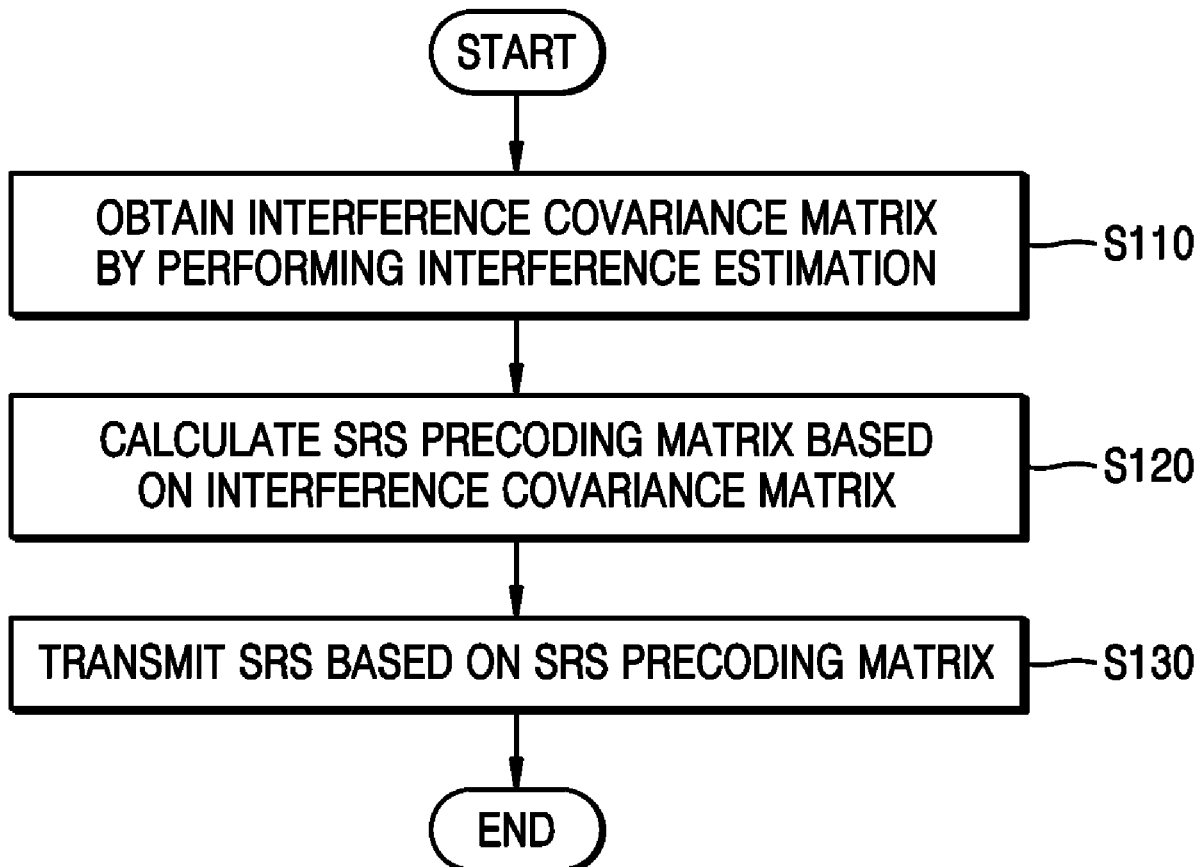 START
OBTAIN INTERFERENCE COVARIANCE MATRIX
BY PERFORMING INTERFERENCE ESTIMATION
S110
CALCULATE SRS PRECODING MATRIX BASED
ON INTERFERENCE COVARIANCE MATRIX
S120
TRANSMIT SRS BASED ON SRS PRECODING MATRIX
S130
END